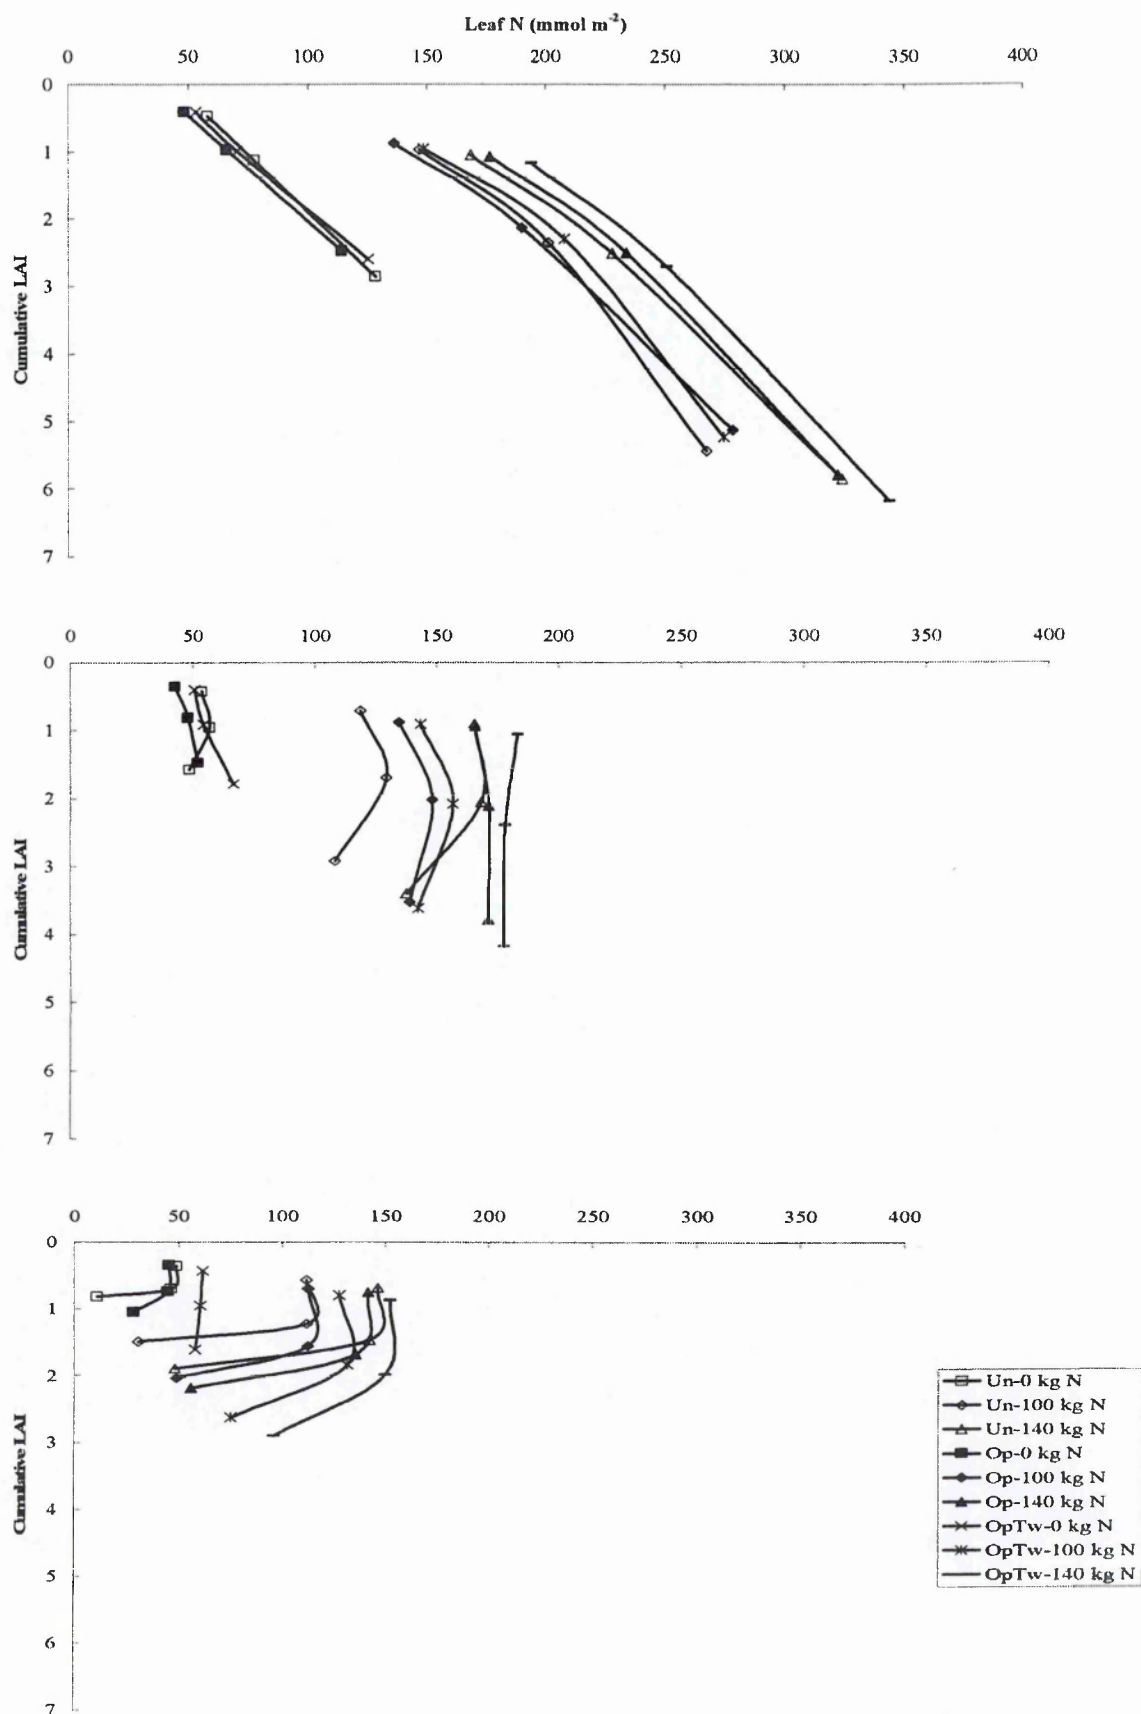 Leaf N (mmol m⁻²)
0 50 100 150 200 250 300 350 400
0
1
2
3
4
5
6
7
Cumulative LAI
0 50 100 150 200 250 300 350 400
0
1
2
3
4
5
6
7
Cumulative LAI
0 50 100 150 200 250 300 350 400
0
1
2
3
4
5
6
7
Cumulative LAI
Un-0 kg N
Un-100 kg N
Un-140 kg N
Op-0 kg N
Op-100 kg N
Op-140 kg N
OpTw-0 kg N
OpTw-100 kg N
OpTw-140 kg N